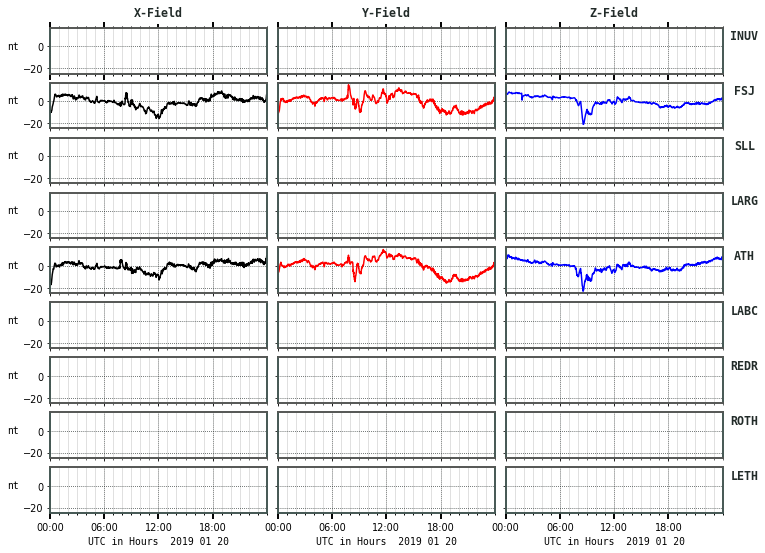 X-Field Y-Field Z-Field
nt 0 INUV
−20
nt 0 FSJ
−20
nt 0 SLL
−20
nt 0 LARG
−20
nt 0 ATH
−20
nt 0 LABC
−20
nt 0 REDR
−20
nt 0 ROTH
−20
nt 0 LETH
−20
00:00 06:00 12:00 18:00 00:00 06:00 12:00 18:00 00:00 06:00 12:00 18:00
UTC in Hours 2019 01 20 UTC in Hours 2019 01 20 UTC in Hours 2019 01 20